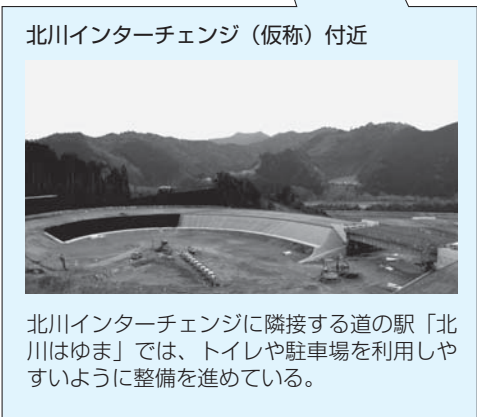 北川インターチェンジ（仮称）付近
北川インターチェンジに隣接する道の駅「北
川はゆま」では、トイレや駐車場を利用しや
すいように整備を進めている。